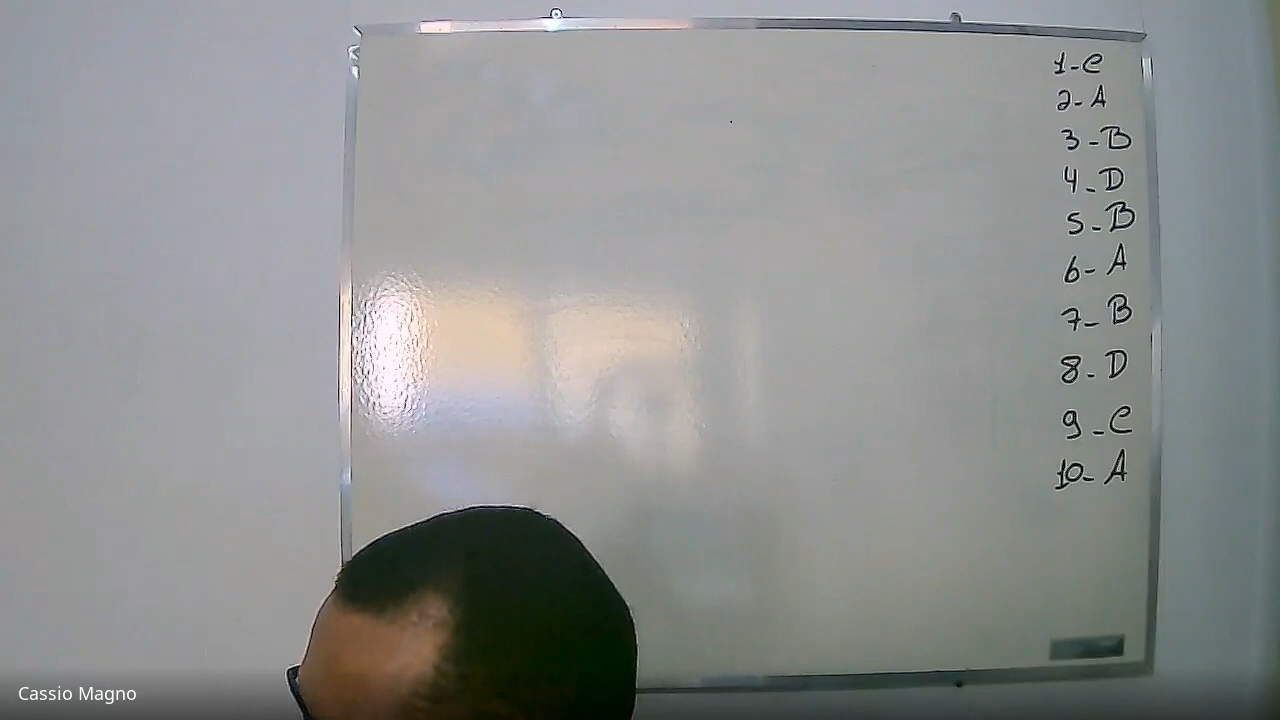 1-C
2-A
3-B
4-D
5-B
6-A
7-B
8-D
9-C
10-A
Cassio Magno